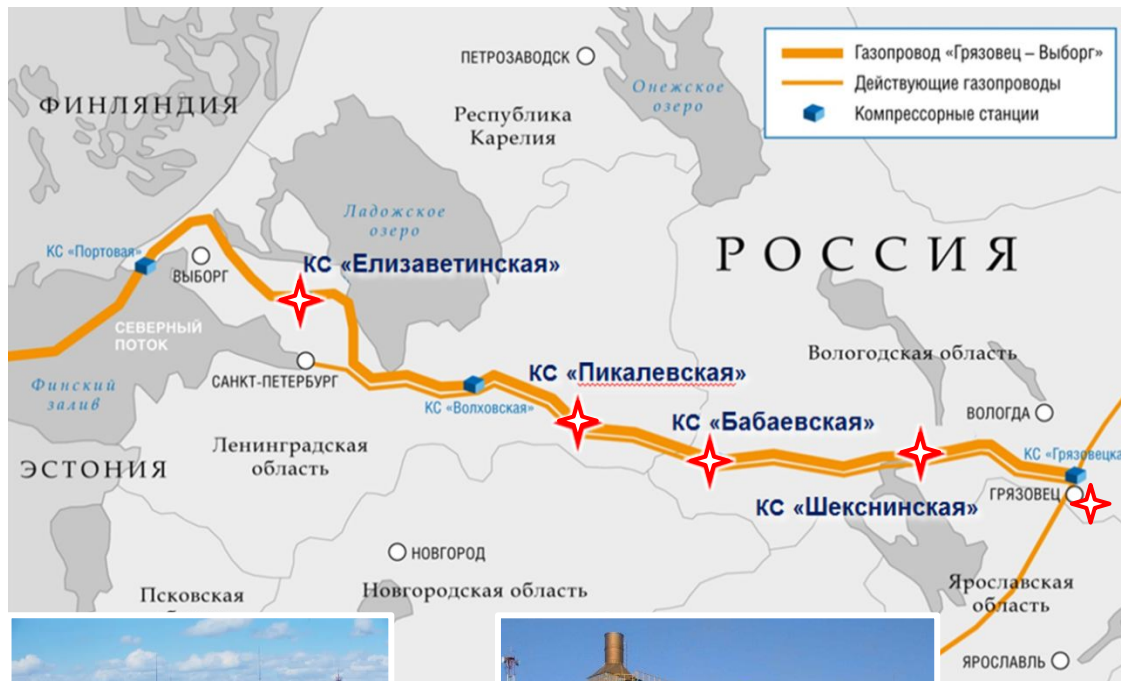 ПЕТРОЗАВОДСК
Газопровод «Грязовец – Выборг»
Действующие газопроводы
Компрессорные станции
ФИНЛЯНДИЯ
Онежское
озеро
Республика
Карелия
Ладожское
озеро
РОССИЯ
КС «Портовая»
ВЫБОРГ
КС «Елизаветинская»
СЕВЕРНЫЙ
ПОТОК
Финский
залив
САНКТ-ПЕТЕРБУРГ
КС «Волховская»
КС «Пикалевская»
Вологодская область
ВОЛОГДА
КС «Бабаевская»
Ленинградская
область
КС «Грязовецка
ЭСТОНИЯ
КС «Шекснинская»
ГРЯЗОВЕЦ
НОВГОРОД
Новгородская область
Псковская
Ярославская
область
ЯРОСЛАВЛЬ